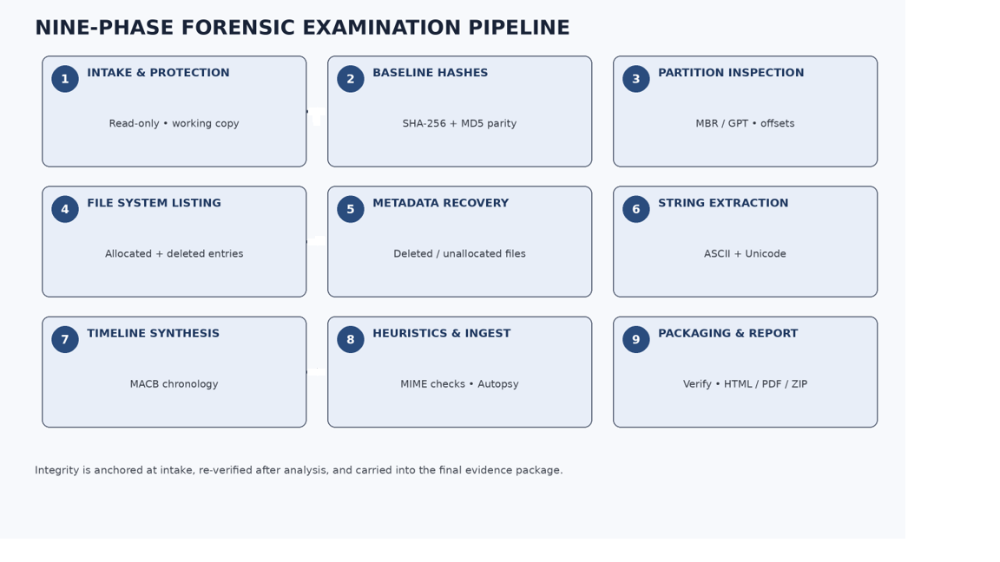 NINE-PHASE FORENSIC EXAMINATION PIPELINE
1 INTAKE & PROTECTION
Read-only • working copy
2 BASELINE HASHES
SHA-256 + MD5 parity
3 PARTITION INSPECTION
MBR / GPT • offsets
4 FILE SYSTEM LISTING
Allocated + deleted entries
5 METADATA RECOVERY
Deleted / unallocated files
6 STRING EXTRACTION
ASCII + Unicode
7 TIMELINE SYNTHESIS
MACB chronology
8 HEURISTICS & INGEST
MIME checks • Autopsy
9 PACKAGING & REPORT
Verify • HTML / PDF / ZIP
Integrity is anchored at intake, re-verified after analysis, and carried into the final evidence package.